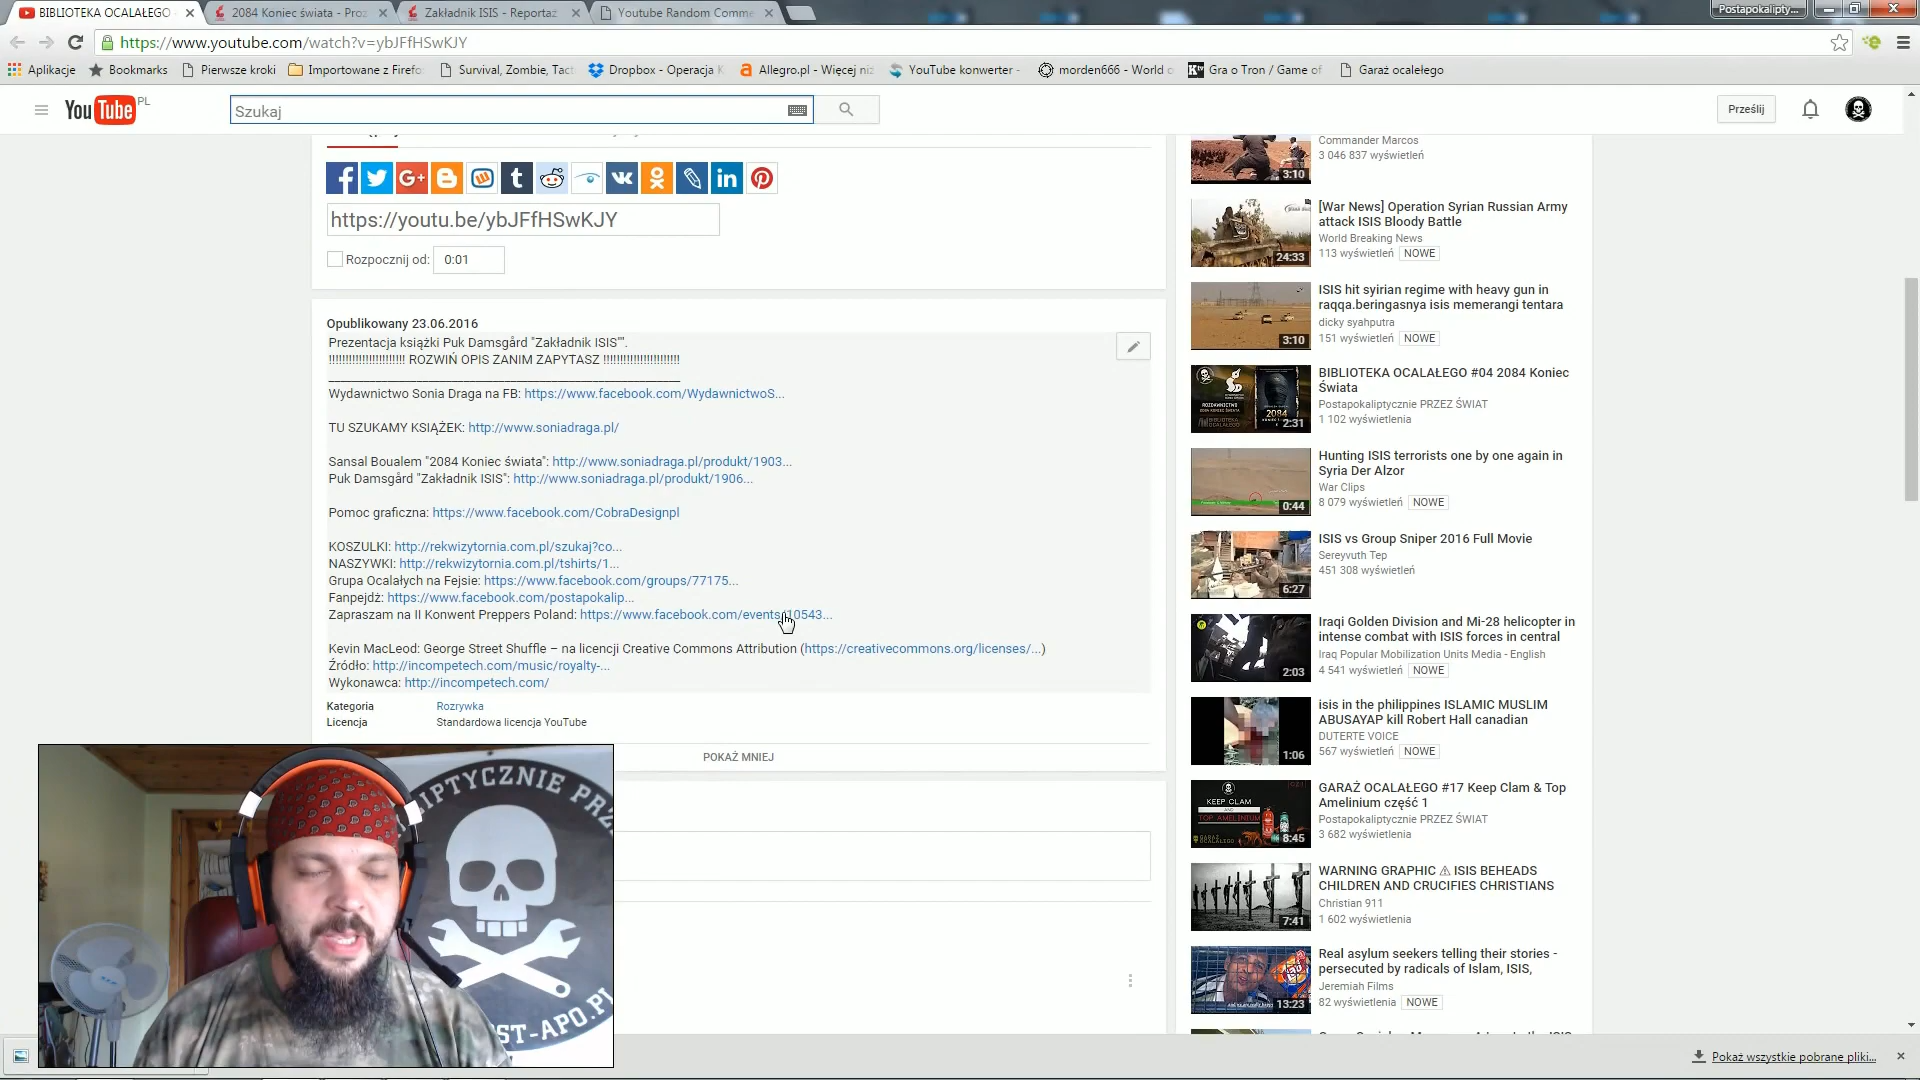 BIBLIOTEKA OCALAŁEGO
2084 Koniec świata - Proz
Zakładnik ISIS - Reportaż
Youtube Random Comme
Postapokalipty...
https://www.youtube.com/watch?v=ybJFfHSwKJY
Aplikacje
Bookmarks
Pierwsze kroki
Importowane z Firefo
Survival, Zombie, Tact
Dropbox - Operacja K
Allegro.pl - Więcej niż
YouTube konwerter -
morden666 - World o
Gra o Tron / Game of
Garaż ocalełego
YouTube PL
Szukaj
Prześlij
https://youtu.be/ybJFfHSwKJY
Rozpocznij od: 0:01
Opublikowany 23.06.2016
Prezentacja książki Puk Damsgård "Zakładnik ISIS"".
!!!!!!!!!!!!!!!!!!!!!!! ROZWIŃ OPIS ZANIM ZAPYTASZ !!!!!!!!!!!!!!!!!!!!!!!
Wydawnictwo Sonia Draga na FB: https://www.facebook.com/WydawnictwoS...
TU SZUKAMY KSIĄŻEK: http://www.soniadraga.pl/
Sansal Boualem "2084 Koniec świata": http://www.soniadraga.pl/produkt/1903...
Puk Damsgård "Zakładnik ISIS": http://www.soniadraga.pl/produkt/1906...
Pomoc graficzna: https://www.facebook.com/CobraDesignpl
KOSZULKI: http://rekwizytornia.com.pl/szukaj?co...
NASZYWKI: http://rekwizytornia.com.pl/tshirts/1...
Grupa Ocalałych na Fejsie: https://www.facebook.com/groups/77175...
Fanpejdż: https://www.facebook.com/postapokalip...
Zapraszam na II Konwent Preppers Poland: https://www.facebook.com/events/10543...
Kevin MacLeod: George Street Shuffle – na licencji Creative Commons Attribution (https://creativecommons.org/licenses/...)
Źródło: http://incompetech.com/music/royalty-...
Wykonawca: http://incompetech.com/
Kategoria Rozrywka
Licencja Standardowa licencja YouTube
POKAŻ MNIEJ
Commander Marcos
3 046 837 wyświetleń
3:10
[War News] Operation Syrian Russian Army
attack ISIS Bloody Battle
World Breaking News
113 wyświetleń NOWE
24:33
ISIS hit syirian regime with heavy gun in
raqqa.beringasnya isis memerangi tentara
dicky syahputra
151 wyświetleń NOWE
3:10
BIBLIOTEKA OCALAŁEGO #04 2084 Koniec
Świata
Postapokaliptycznie PRZEZ ŚWIAT
1 102 wyświetlenia
2:31
Hunting ISIS terrorists one by one again in
Syria Der Alzor
War Clips
8 079 wyświetleń NOWE
0:44
ISIS vs Group Sniper 2016 Full Movie
Sereyvuth Tep
451 308 wyświetleń
6:27
Iraqi Golden Division and Mi-28 helicopter in
intense combat with ISIS forces in central
Iraq Popular Mobilization Units Media - English
4 541 wyświetleń NOWE
2:03
isis in the philippines ISLAMIC MUSLIM
ABUSAYAP kill Robert Hall canadian
DUTERTE VOICE
567 wyświetleń NOWE
1:06
GARAŻ OCALAŁEGO #17 Keep Clam & Top
Amelinium część 1
Postapokaliptycznie PRZEZ ŚWIAT
3 682 wyświetlenia
KEEP CLAM
TOP AMELINIUM
8:45
WARNING GRAPHIC ⚠ ISIS BEHEADS
CHILDREN AND CRUCIFIES CHRISTIANS
Christian 911
1 602 wyświetlenia
7:41
Real asylum seekers telling their stories -
persecuted by radicals of Islam, ISIS,
Jeremiah Films
82 wyświetlenia NOWE
13:23
LIPTYCZNIE PRZE
ST-APO.PL
Pokaż wszystkie pobrane pliki...